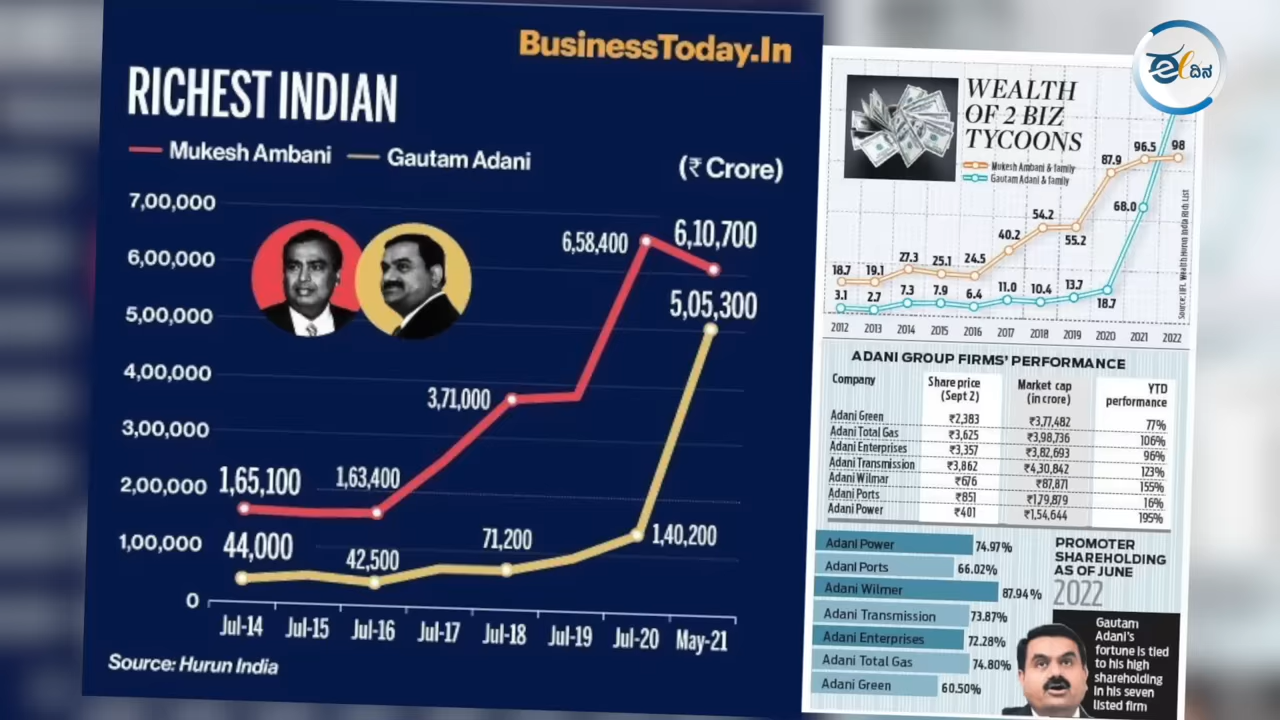 BusinessToday.In
RICHEST INDIAN
Mukesh Ambani
Gautam Adani
(₹ Crore)
7,00,000
6,00,000
5,00,000
4,00,000
3,00,000
2,00,000
1,00,000
0
6,58,400
6,10,700
5,05,300
3,71,000
1,65,100
1,63,400
44,000
42,500
71,200
1,40,200
Jul-14
Jul-15
Jul-16
Jul-17
Jul-18
Jul-19
Jul-20
May-21
Source: Hurun India
ಈ ದಿನ
WEALTH
OF 2 BIZ
TYCOONS
Mukesh Ambani & family
Gautam Adani & family
18.7 19.1 27.3 25.1 24.5 40.2 54.2 55.2 87.9 96.5 98
3.1 2.7 7.3 7.9 6.4 11.0 10.4 13.7 18.7 68.0
2012 2013 2014 2015 2016 2017 2018 2019 2020 2021 2022
Source: IIFL Wealth Hurun India Rich List
ADANI GROUP FIRMS' PERFORMANCE
Company Share price (Sept 2) Market cap (in crore) YTD performance
Adani Green ₹2,383 ₹3,77,482 77%
Adani Total Gas ₹3,625 ₹3,98,736 106%
Adani Enterprises ₹3,357 ₹3,82,693 96%
Adani Transmission ₹3,862 ₹4,30,842 123%
Adani Wilmar ₹676 ₹87,871 155%
Adani Ports ₹851 ₹1,79,879 16%
Adani Power ₹401 ₹1,54,644 195%
PROMOTER
SHAREHOLDING
AS OF JUNE
2022
Adani Power 74.97%
Adani Ports 66.02%
Adani Wilmer 87.94%
Adani Transmission 73.87%
Adani Enterprises 72.28%
Adani Total Gas 74.80%
Adani Green 60.50%
Gautam
Adani's
fortune is tied
to his high
shareholding
in his seven
listed firm